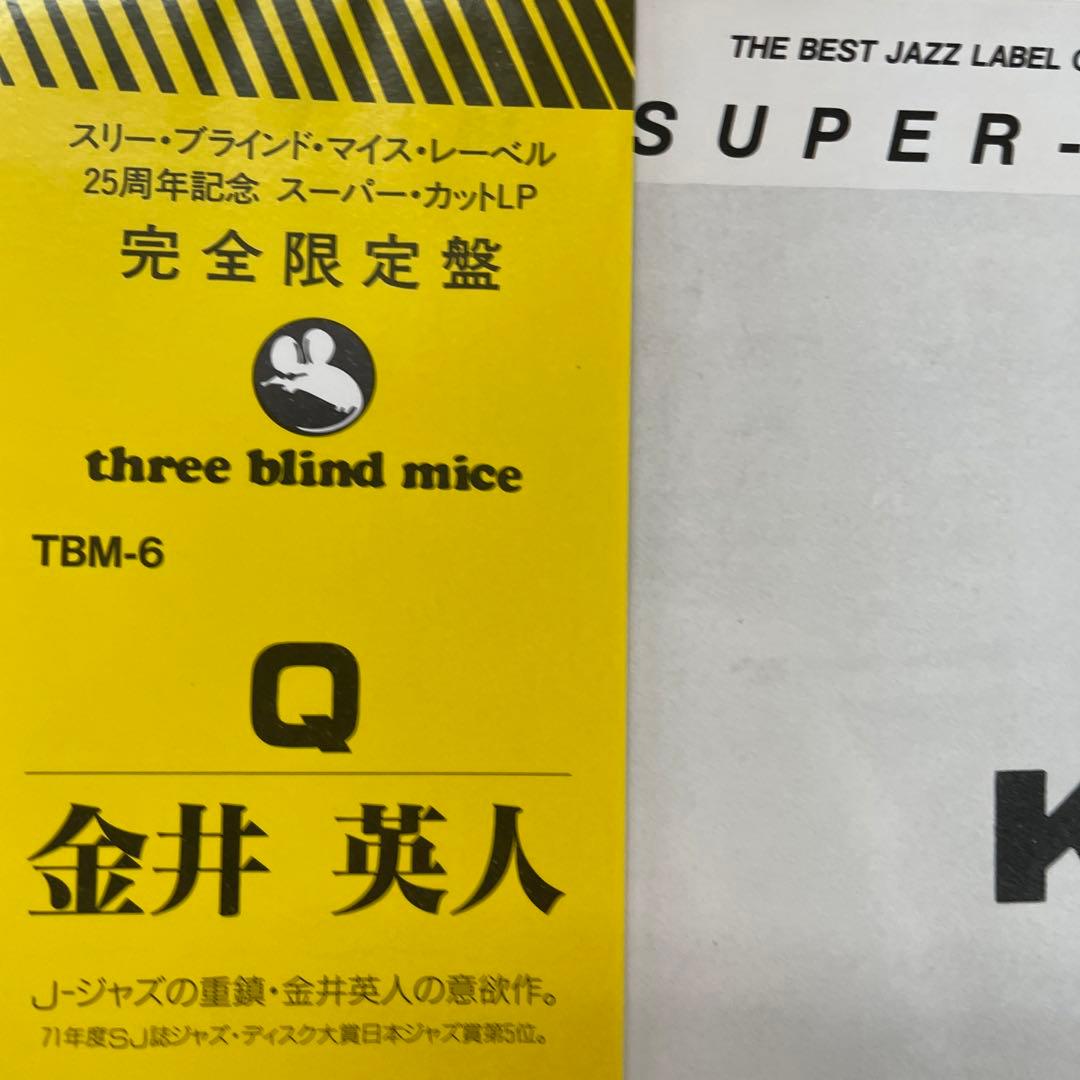 スリー・ブラインド・マイス・レーベル
25周年記念 スーパー・カットLP
完全限定盤
three blind mice
TBM-6
Q
金井 英人
J-ジャズの重鎮・金井英人の意欲作。
71年度SJ誌ジャズ・ディスク大賞日本ジャズ賞第5位。
THE BEST JAZZ LABEL
SUPER-
K